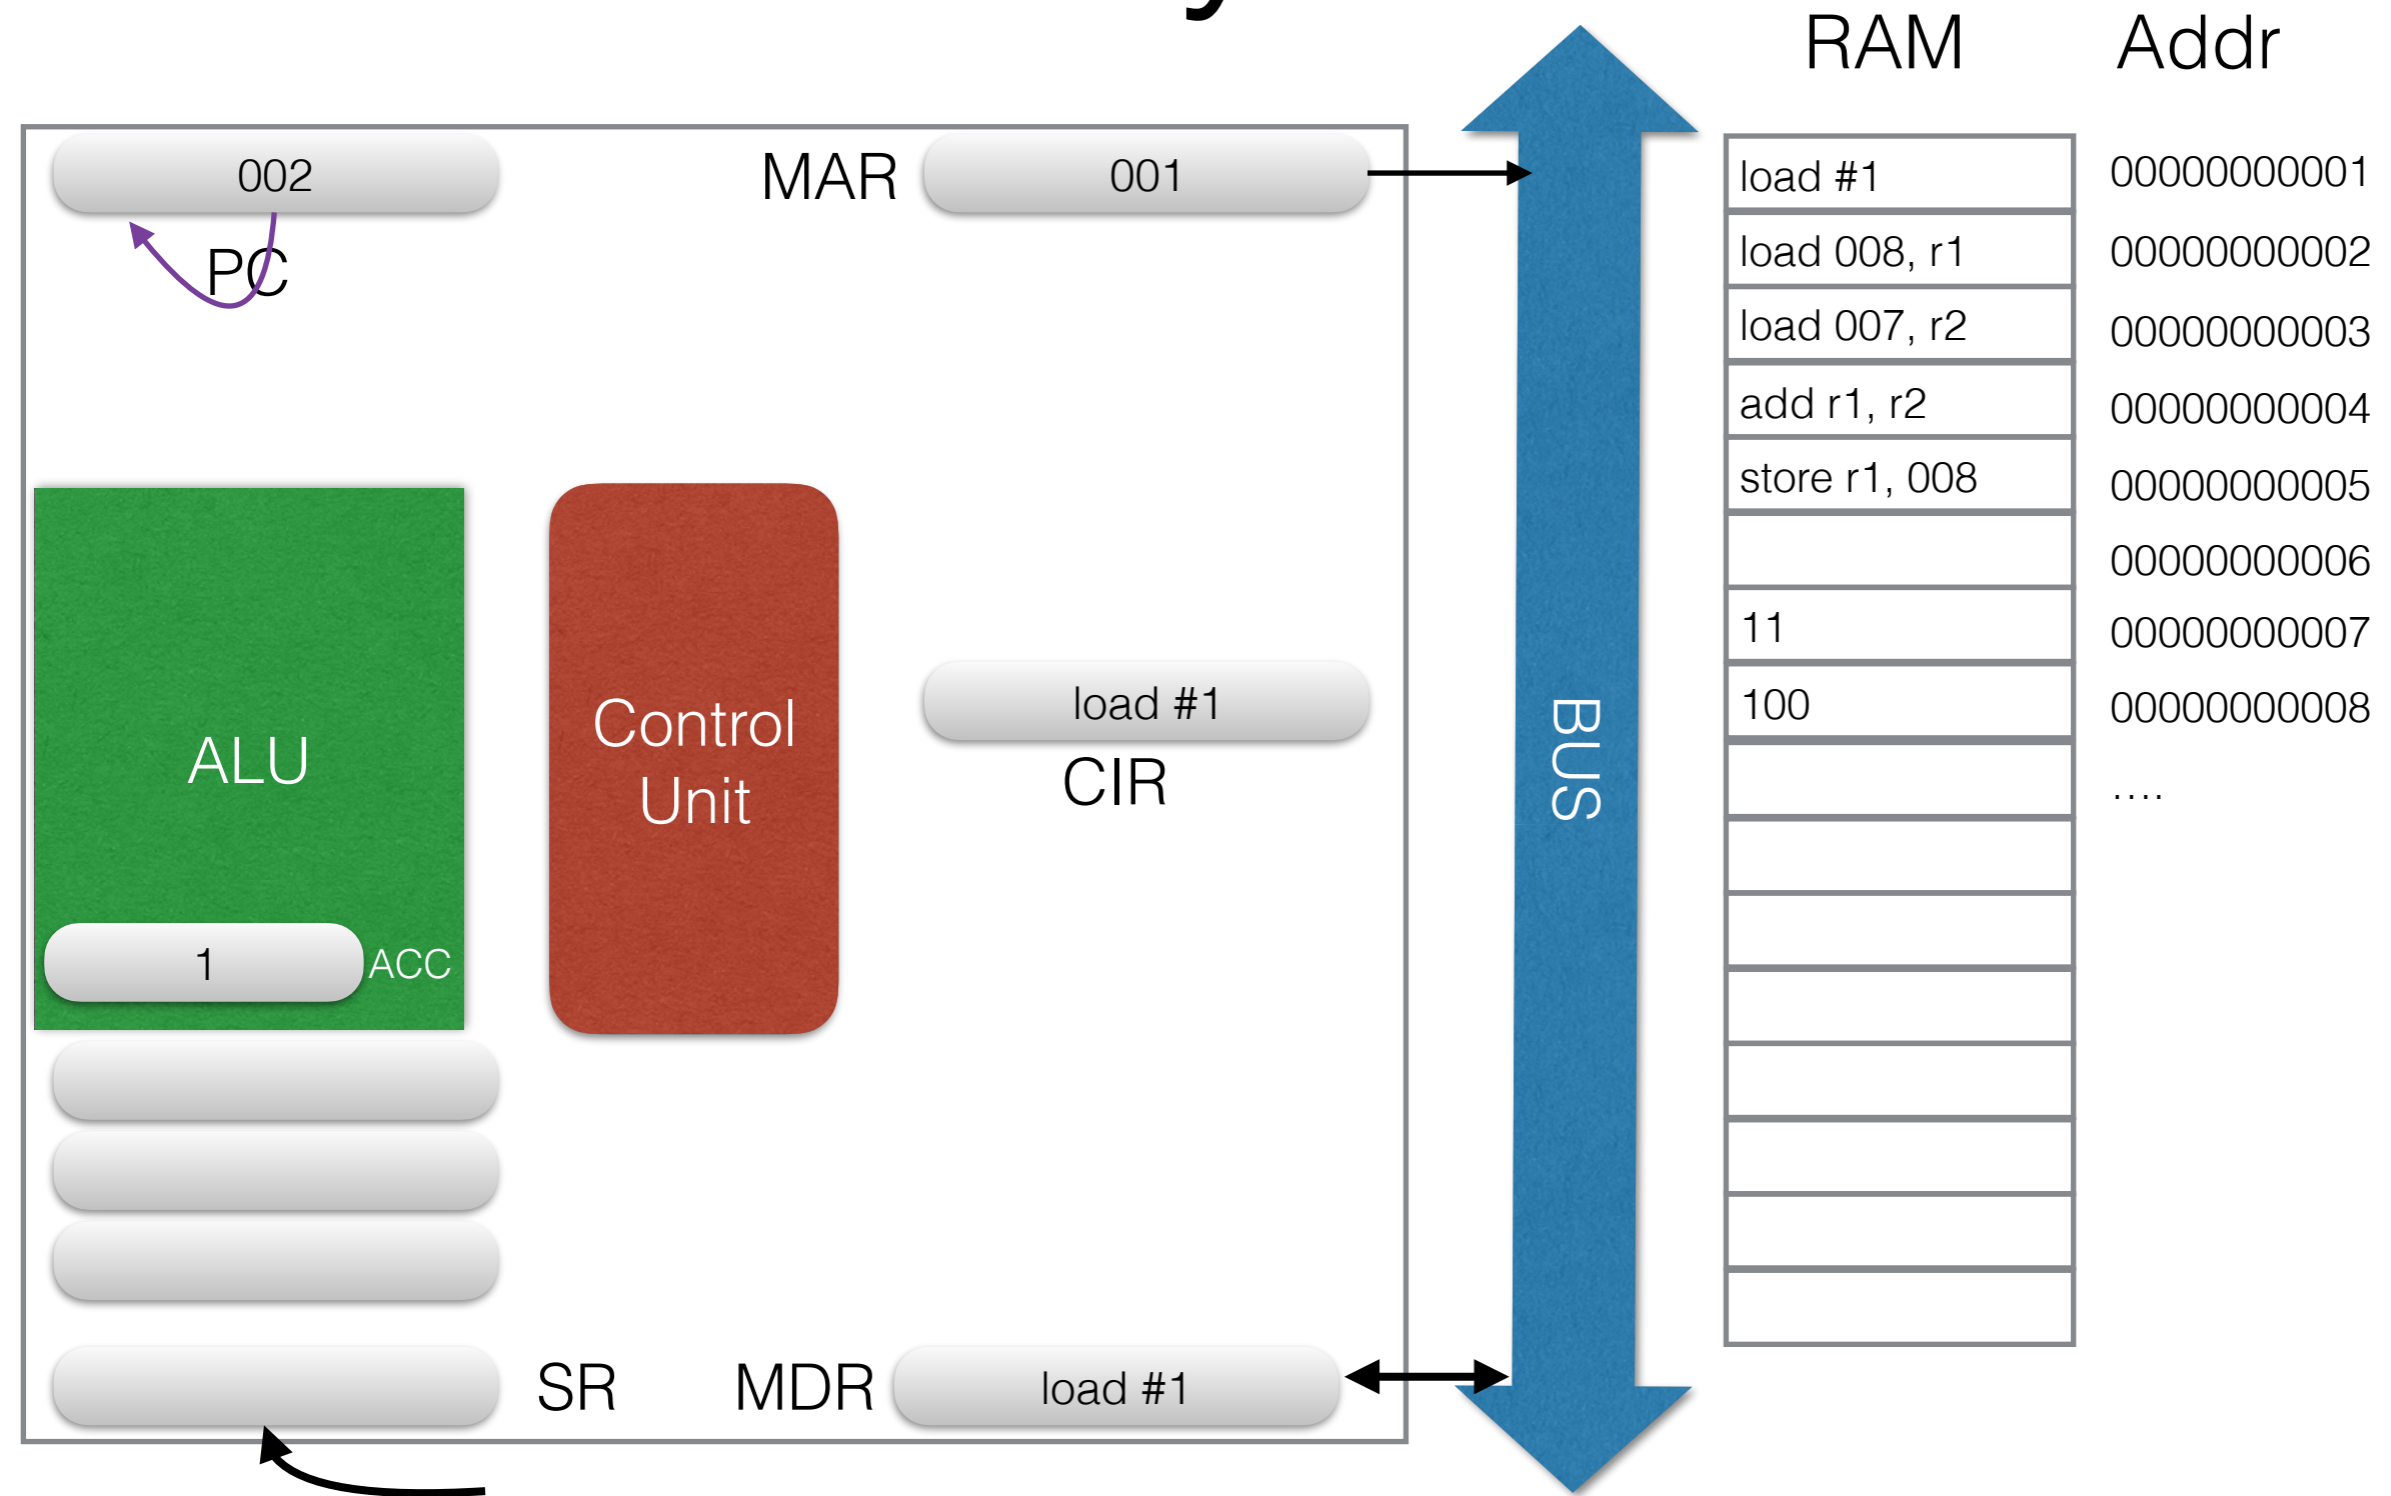 RAM Addr
002
PC
MAR 001
load #1 00000000001
load 008, r1 00000000002
load 007, r2 00000000003
add r1, r2 00000000004
store r1, 008 00000000005
00000000006
11 00000000007
100 00000000008
....
ALU
1 ACC
Control
Unit
load #1
CIR
BUS
SR
MDR load #1